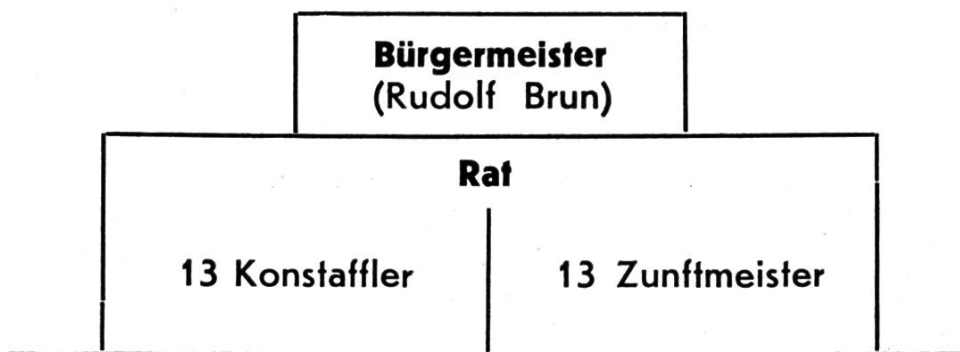 Bürgermeister
(Rudolf Brun)
Rat
13 Konstaffler
13 Zunftmeister